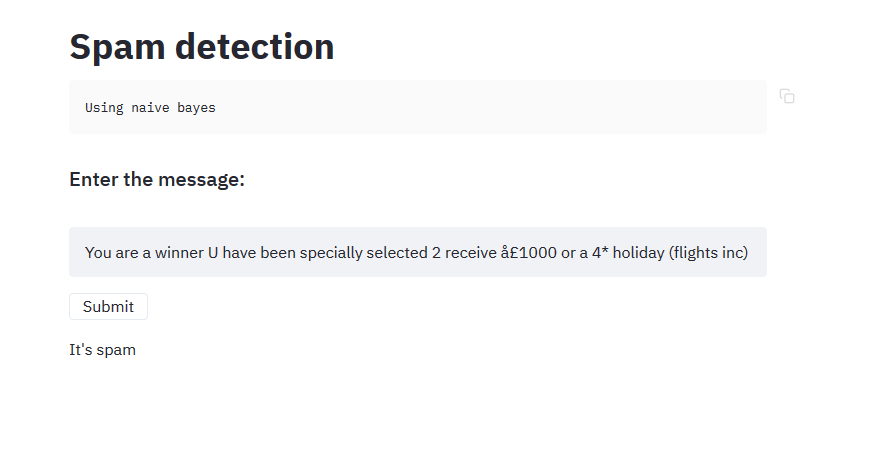 Spam detection
Using naive bayes
Enter the message:
You are a winner U have been specially selected 2 receive å£1000 or a 4* holiday (flights inc)
Submit
It's spam